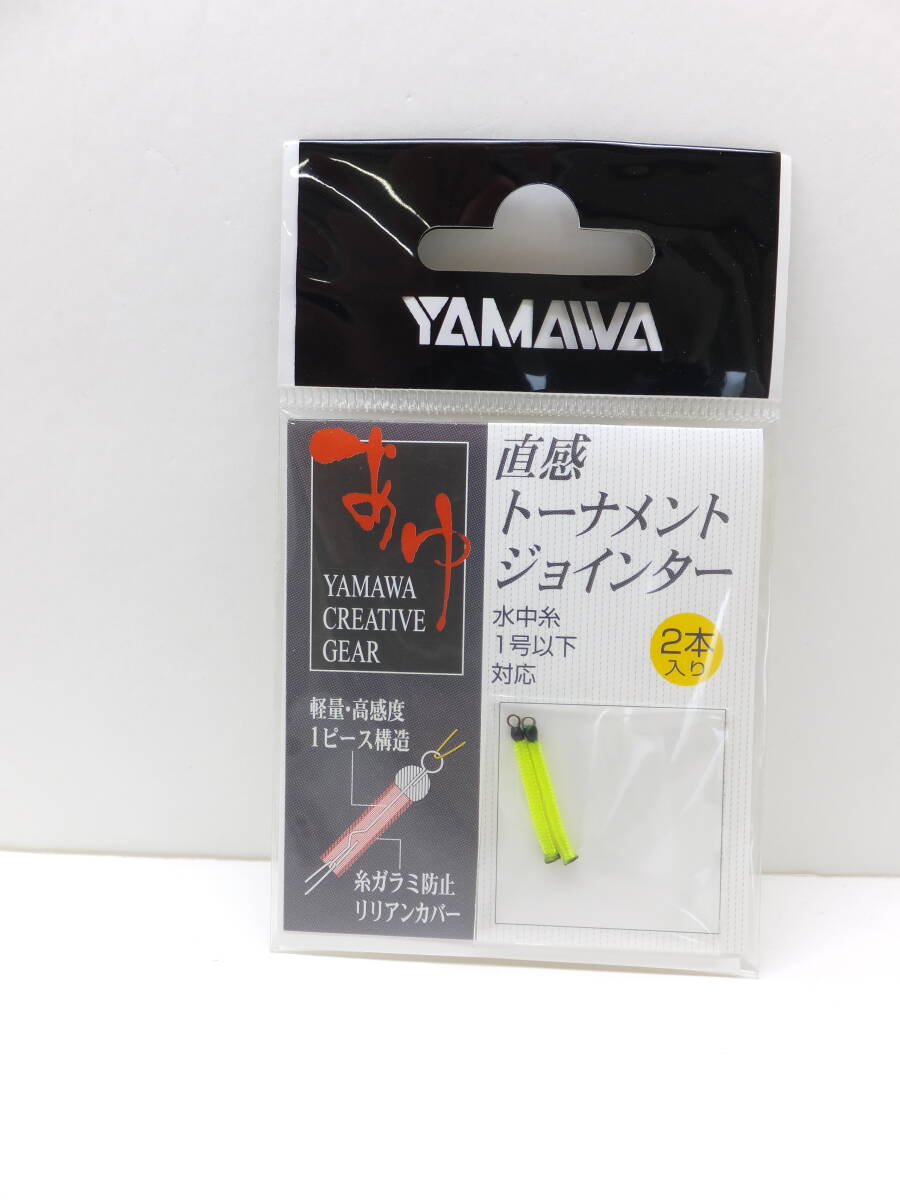 YAMAWA
あゆ
YAMAWA
CREATIVE
GEAR
直感
トーナメント
ジョインター
水中糸
1号以下
対応
2本
入り
軽量・高感度
1ピース構造
糸ガラミ防止
リリアンカバー